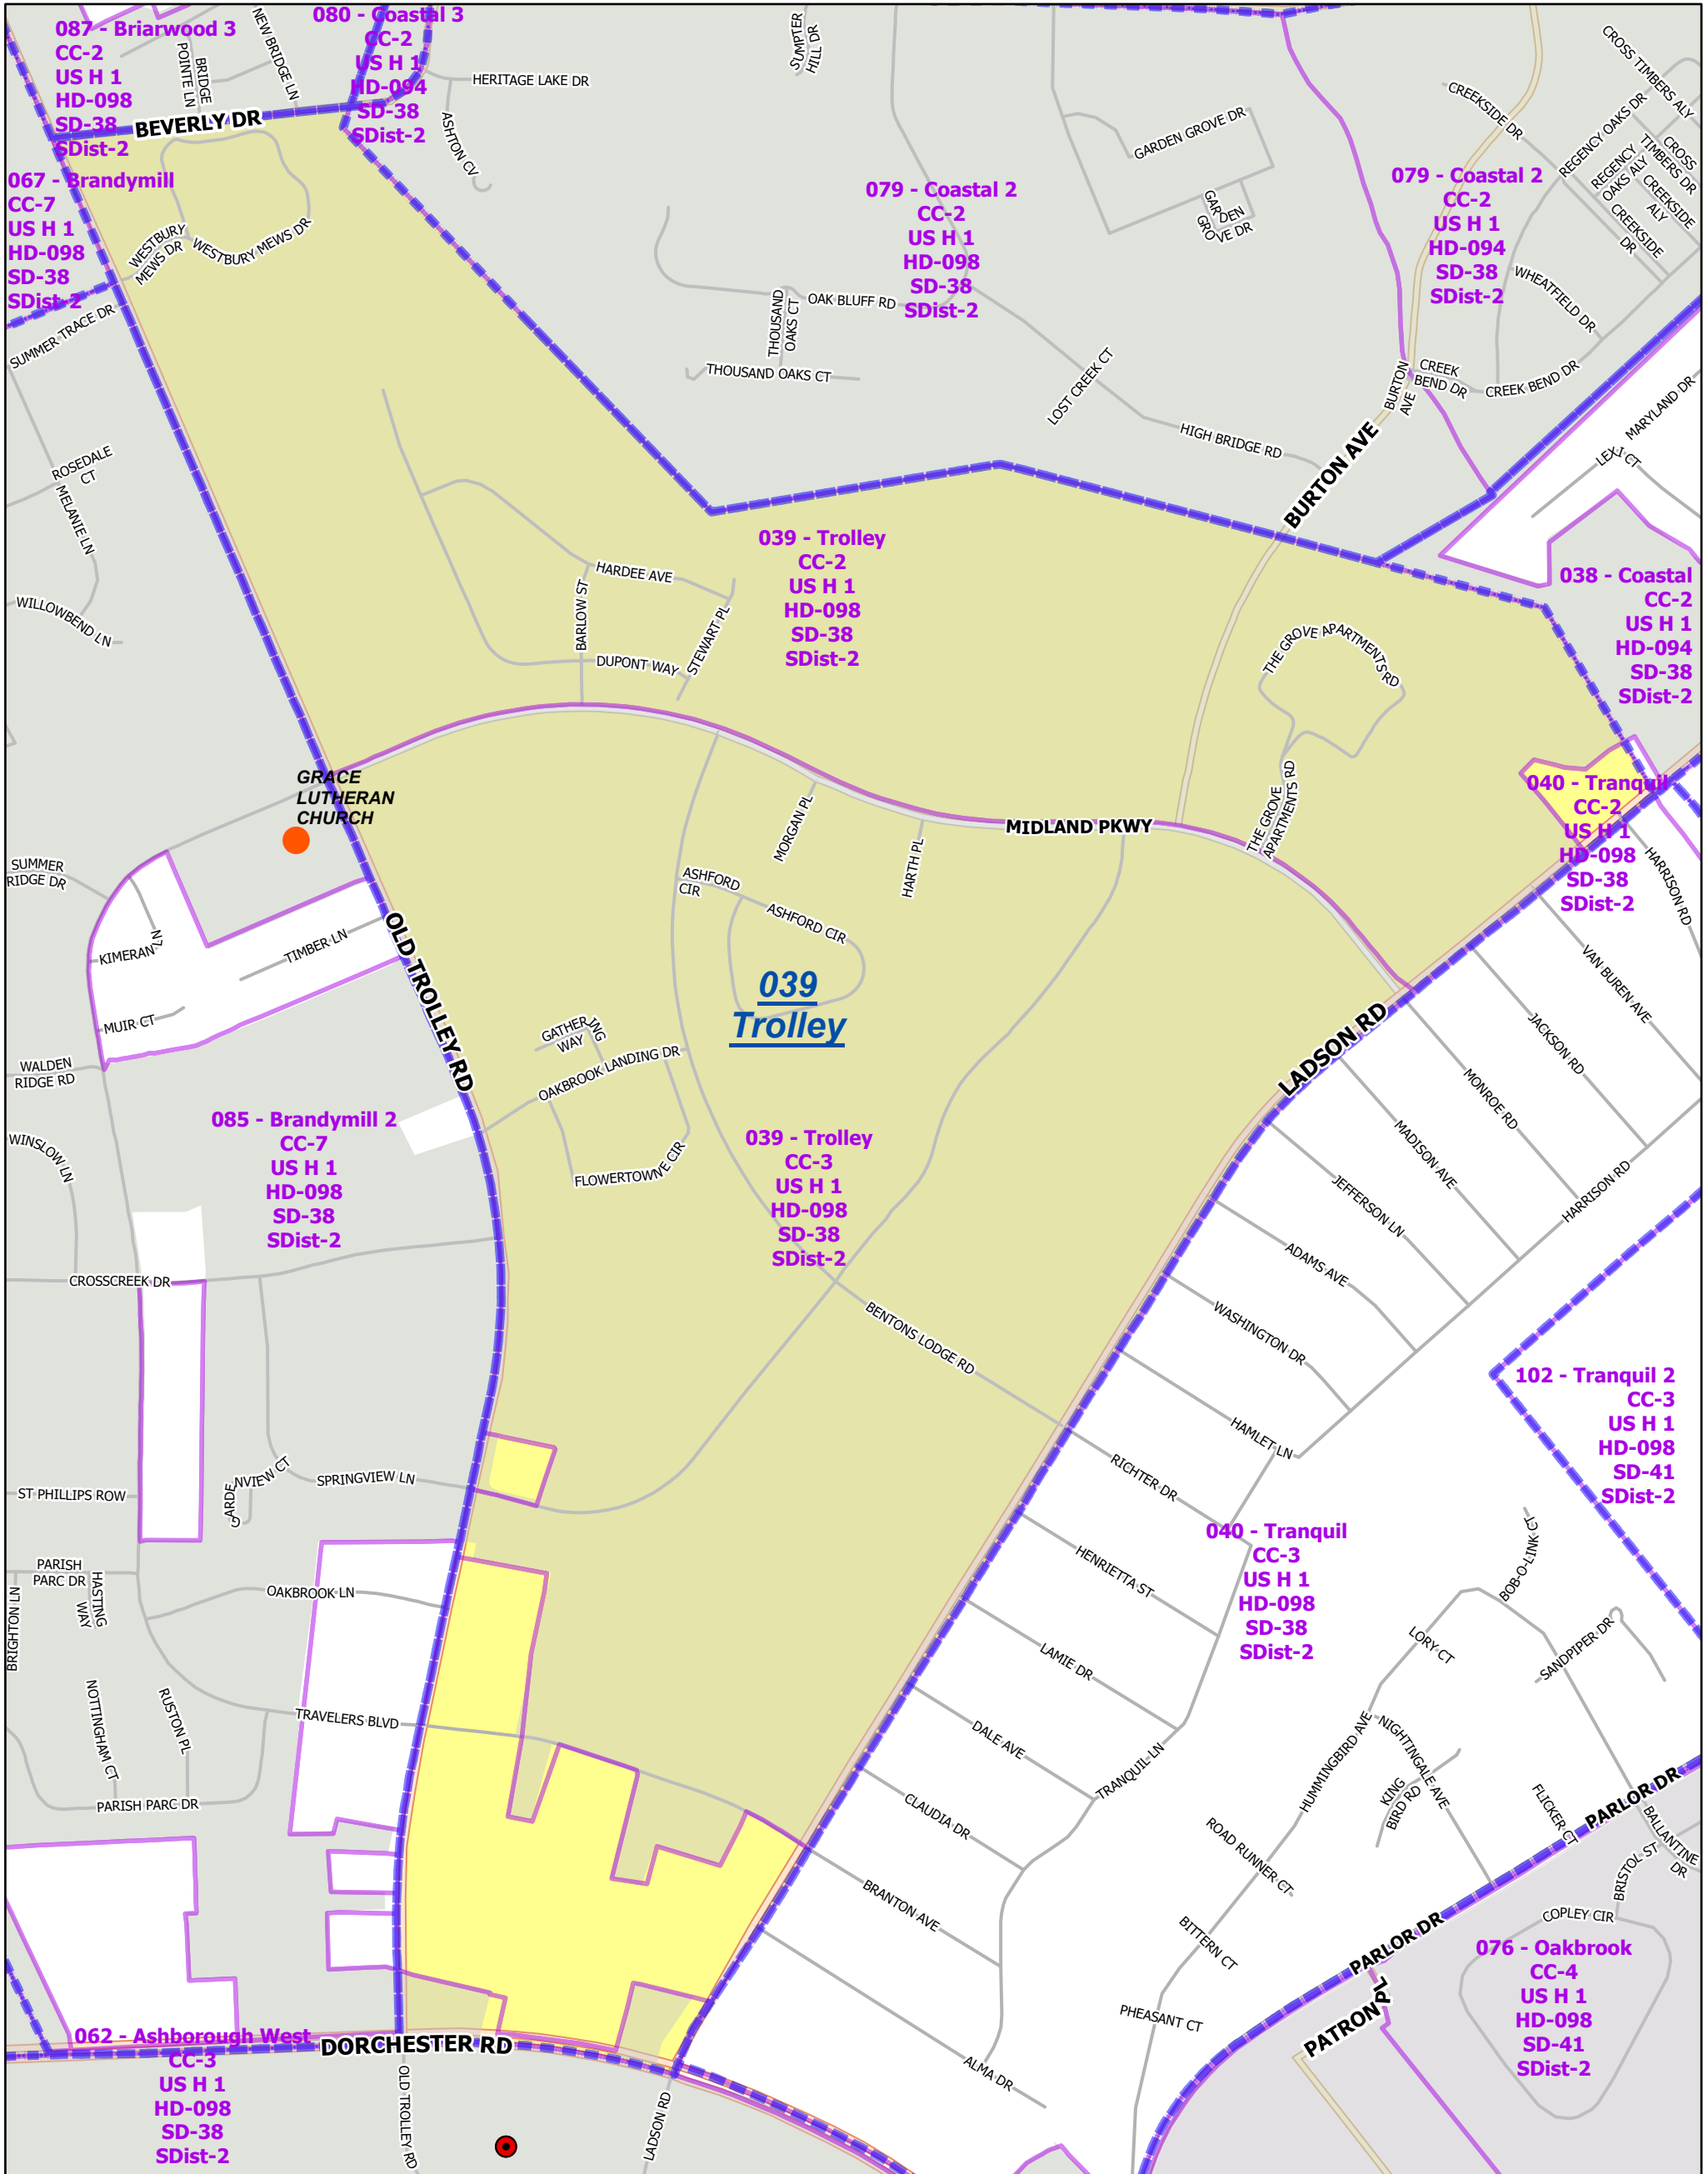 087 - Briarwood 3
CC-2
US H 1
HD-098
SD-38
SDist-2
080 - Coastal 3
CC-2
US H 1
HD-094
SD-38
SDist-2
BRIDGE
POINTE LN
NEW BRIDGE LN
HERITAGE LAKE DR
ASHTON CV
SUMPTER
HILL DR
BEVERLY DR
067 - Brandymill
CC-7
US H 1
HD-098
SD-38
SDist-2
WESTBURY
MEWS DR
WESTBURY MEWS DR
SUMMER TRACE DR
GARDEN GROVE DR
GARDEN
GROVE DR
079 - Coastal 2
CC-2
US H 1
HD-098
SD-38
SDist-2
079 - Coastal 2
CC-2
US H 1
HD-094
SD-38
SDist-2
CREEKSIDE DR
CROSS TIMBERS ALY
REGENCY OAKS DR
REGENCY
OAKS ALY
CROSS
TIMBERS DR
CREEKSIDE
ALY
CREEKSIDE
DR
WHEATFIELD DR
OAK BLUFF RD
THOUSAND
OAKS CT
THOUSAND OAKS CT
LOST CREEK CT
HIGH BRIDGE RD
BURTON
AVE
CREEK
BEND DR
CREEK BEND DR
MARYLAND DR
LEXI CT
BURTON AVE
ROSEDALE
CT
MELANIE LN
WILLOWBEND LN
039 - Trolley
CC-2
US H 1
HD-098
SD-38
SDist-2
HARDEE AVE
BARLOW ST
STEWART PL
DUPONT WAY
038 - Coastal
CC-2
US H 1
HD-094
SD-38
SDist-2
THE GROVE APARTMENTS RD
THE GROVE
APARTMENTS RD
040 - Tranquil
CC-2
US H 1
HD-098
SD-38
SDist-2
GRACE
LUTHERAN
CHURCH
MIDLAND PKWY
MORGAN PL
HARTH PL
ASHFORD
CIR
ASHFORD CIR
SUMMER
RIDGE DR
KIMERAN LN
TIMBER LN
MUIR CT
WALDEN
RIDGE RD
WINSLOW LN
OLD TROLLEY RD
039
Trolley
GATHERING
WAY
OAKBROOK LANDING DR
FLOWERTOWNE CIR
LADSON RD
HARRISON RD
VAN BUREN AVE
JACKSON RD
MONROE RD
MADISON AVE
JEFFERSON LN
HARRISON RD
ADAMS AVE
WASHINGTON DR
HAMLET LN
085 - Brandymill 2
CC-7
US H 1
HD-098
SD-38
SDist-2
039 - Trolley
CC-3
US H 1
HD-098
SD-38
SDist-2
BENTONS LODGE RD
CROSSCREEK DR
102 - Tranquil 2
CC-3
US H 1
HD-098
SD-41
SDist-2
RICHTER DR
HENRIETTA ST
LAMIE DR
DALE AVE
TRANQUIL LN
CLAUDIA DR
BRANTON AVE
ALMA DR
040 - Tranquil
CC-3
US H 1
HD-098
SD-38
SDist-2
ST PHILLIPS ROW
GARDENVIEW CT
SPRINGVIEW LN
PARISH
PARC DR
HASTING
WAY
BRIGHTON LN
OAKBROOK LN
NOTTINGHAM CT
RUSTON PL
TRAVELERS BLVD
PARISH PARC DR
BOB-O-LINK CT
LORY CT
SANDPIPER DR
HUMMINGBIRD AVE
NIGHTINGALE AVE
KING
BIRD RD
FLICKER CT
ROAD RUNNER CT
BITTERN CT
PHEASANT CT
PARLOR DR
PARLOR DR
BALLANTINE
DR
BRISTOL ST
COPLEY CIR
PATRON PL
076 - Oakbrook
CC-4
US H 1
HD-098
SD-41
SDist-2
062 - Ashborough West
CC-3
US H 1
HD-098
SD-38
SDist-2
DORCHESTER RD
OLD TROLLEY RD
LADSON RD